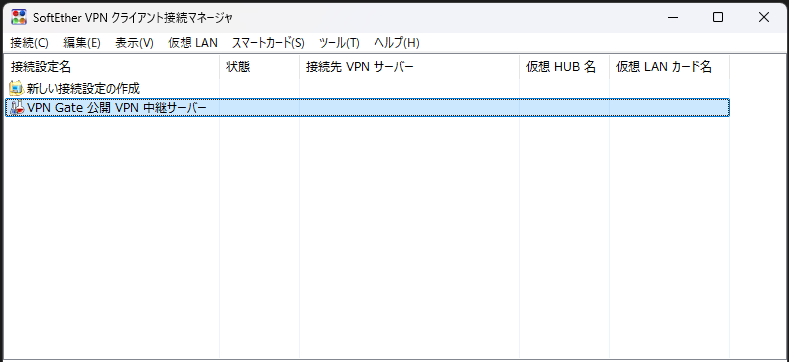 SoftEther VPN クライアント接続マネージャ
接続(C) 編集(E) 表示(V) 仮想 LAN スマートカード(S) ツール(T) ヘルプ(H)
接続設定名 状態 接続先 VPN サーバー 仮想 HUB 名 仮想 LAN カード名
新しい接続設定の作成
VPN Gate 公開 VPN 中継サーバー